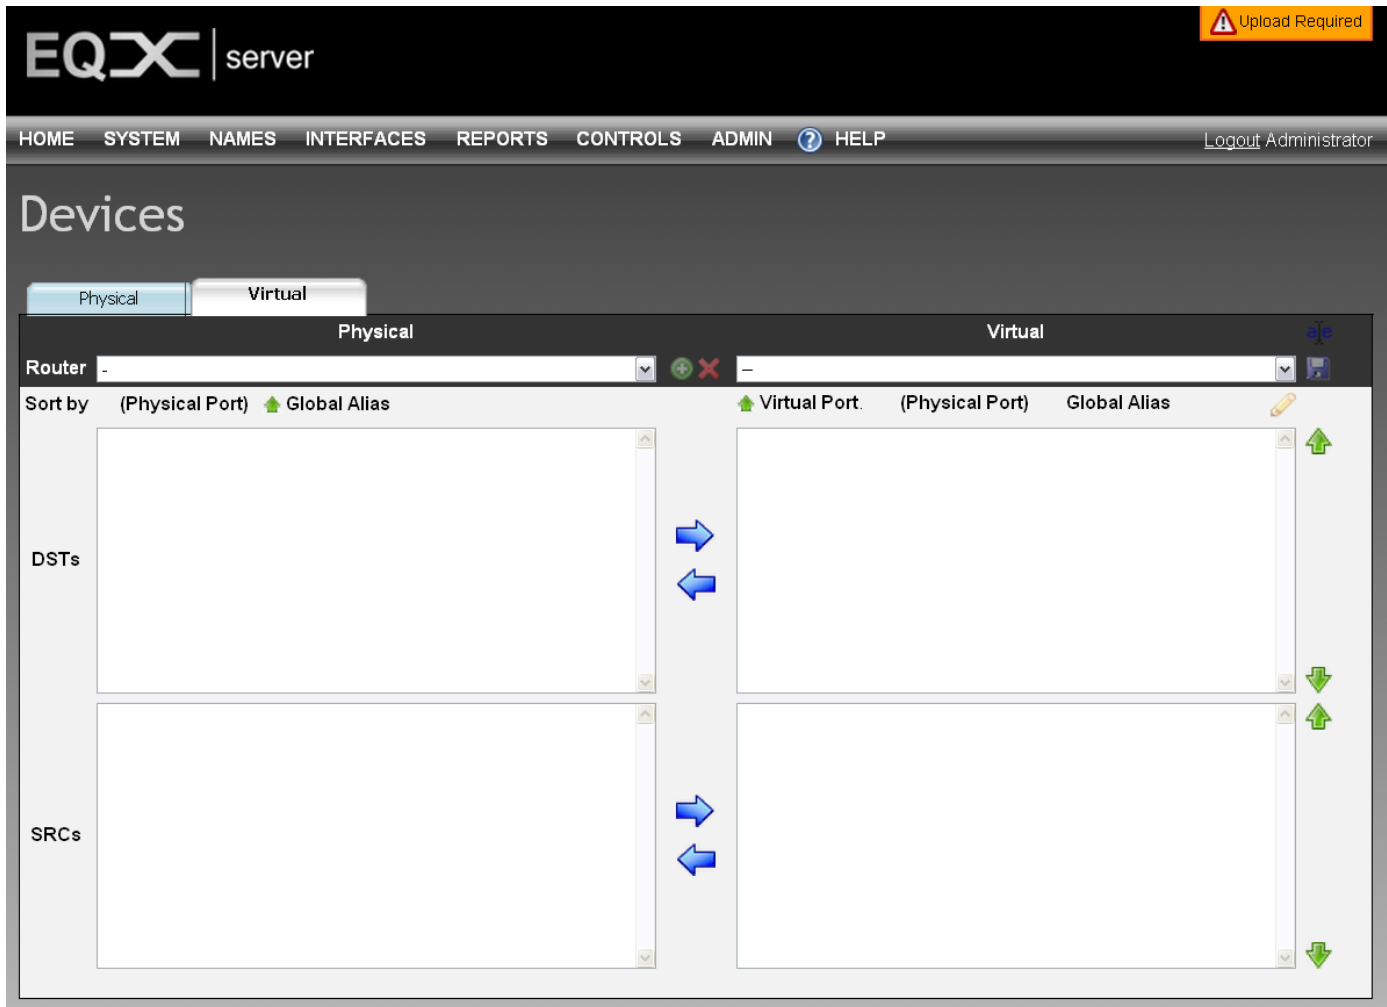 Upload Required
EQX server
HOME SYSTEM NAMES INTERFACES REPORTS CONTROLS ADMIN ? HELP Logout Administrator
Devices
Physical Virtual
Physical Virtual a e
Router - –
Sort by (Physical Port) Global Alias Virtual Port. (Physical Port) Global Alias
DSTs
SRCs